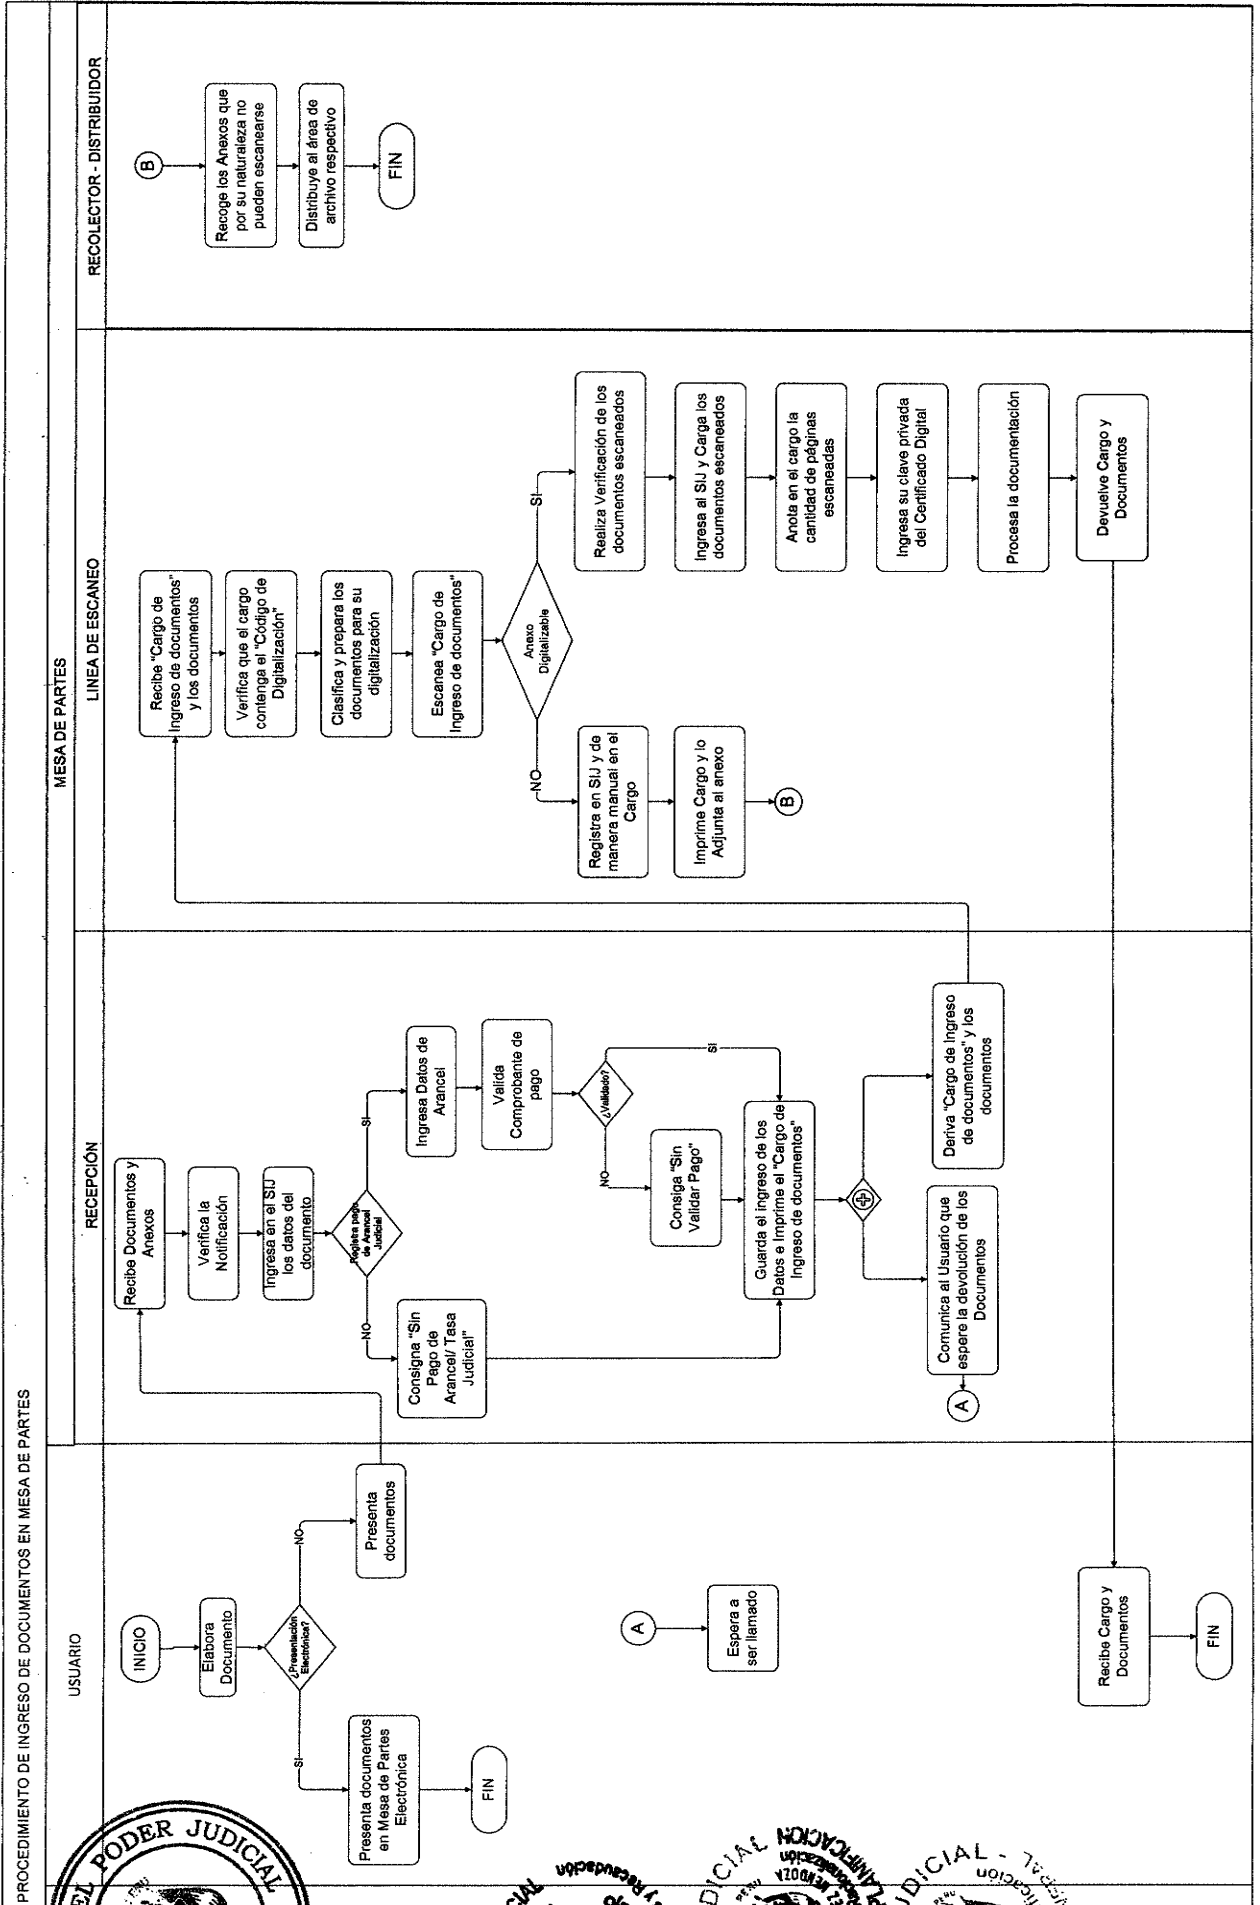 PROCEDIMIENTO DE INGRESO DE DOCUMENTOS EN MESA DE PARTES
MESA DE PARTES
USUARIO
RECEPCIÓN
LINEA DE ESCANEO
RECOLECTOR - DISTRIBUIDOR
INICIO
Elabora
Documento
¿Presentación
Electrónica?
SI
NO
Presenta documentos
en Mesa de Partes
Electrónica
FIN
Presenta
documentos
A
Espera a
ser llamado
Recibe Cargo y
Documentos
FIN
Recibe Documentos y
Anexos
Verifica la
Notificación
Ingresa en el SIJ
los datos del
documento
Registra pago
de Arancel
Judicial
NO
SI
Consigna "Sin
Pago de
Arancel/ Tasa
Judicial"
Ingresa Datos de
Arancel
Valida
Comprobante de
pago
¿Validado?
NO
SI
Consiga "Sin
Validar Pago"
Guarda el ingreso de los
Datos e Imprime el "Cargo de
Ingreso de documentos"
Comunica al Usuario que
espere la devolución de los
Documentos
A
Deriva "Cargo de Ingreso
de documentos" y los
documentos
Recibe "Cargo de
Ingreso de documentos"
y los documentos
Verifica que el cargo
contenga el "Código de
Digitalización"
Clasifica y prepara los
documentos para su
digitalización
Escanea "Cargo de
Ingreso de documentos"
Anexo
Digitalizable
NO
SI
Registra en SIJ y de
manera manual en el
Cargo
Imprime Cargo y lo
Adjunta al anexo
B
Realiza Verificación de los
documentos escaneados
Ingresa al SIJ y Carga los
documentos escaneados
Anota en el cargo la
cantidad de páginas
escaneadas
Ingresa su clave privada
del Certificado Digital
Procesa la documentación
Devuelve Cargo y
Documentos
B
Recoge los Anexos que
por su naturaleza no
pueden escanearse
Distribuye al área de
archivo respectivo
FIN
EL PODER JUDICIAL
y Recaudación
MENDOZA
PLANIFICACION